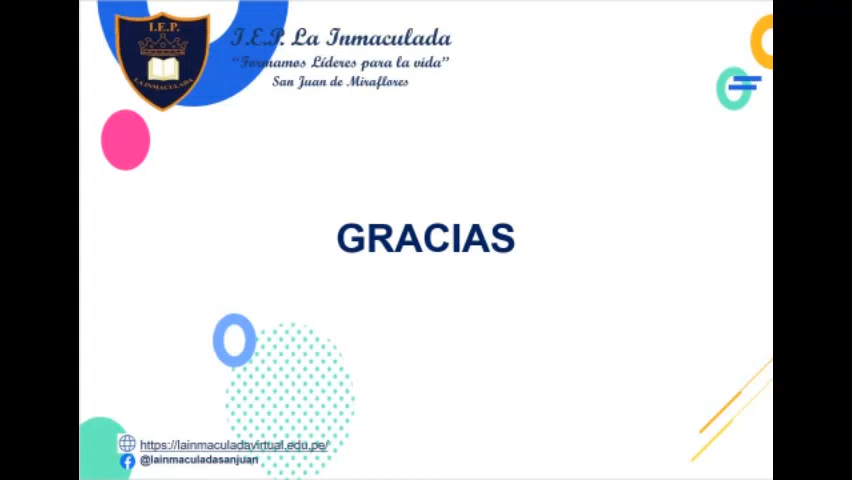 I.E.P.
LA INMACULADA
I.E.P. La Inmaculada
"Formamos Líderes para la vida"
San Juan de Miraflores
GRACIAS
https://lainmaculadavirtual.edu.pe/
@lainmaculadasanjuan